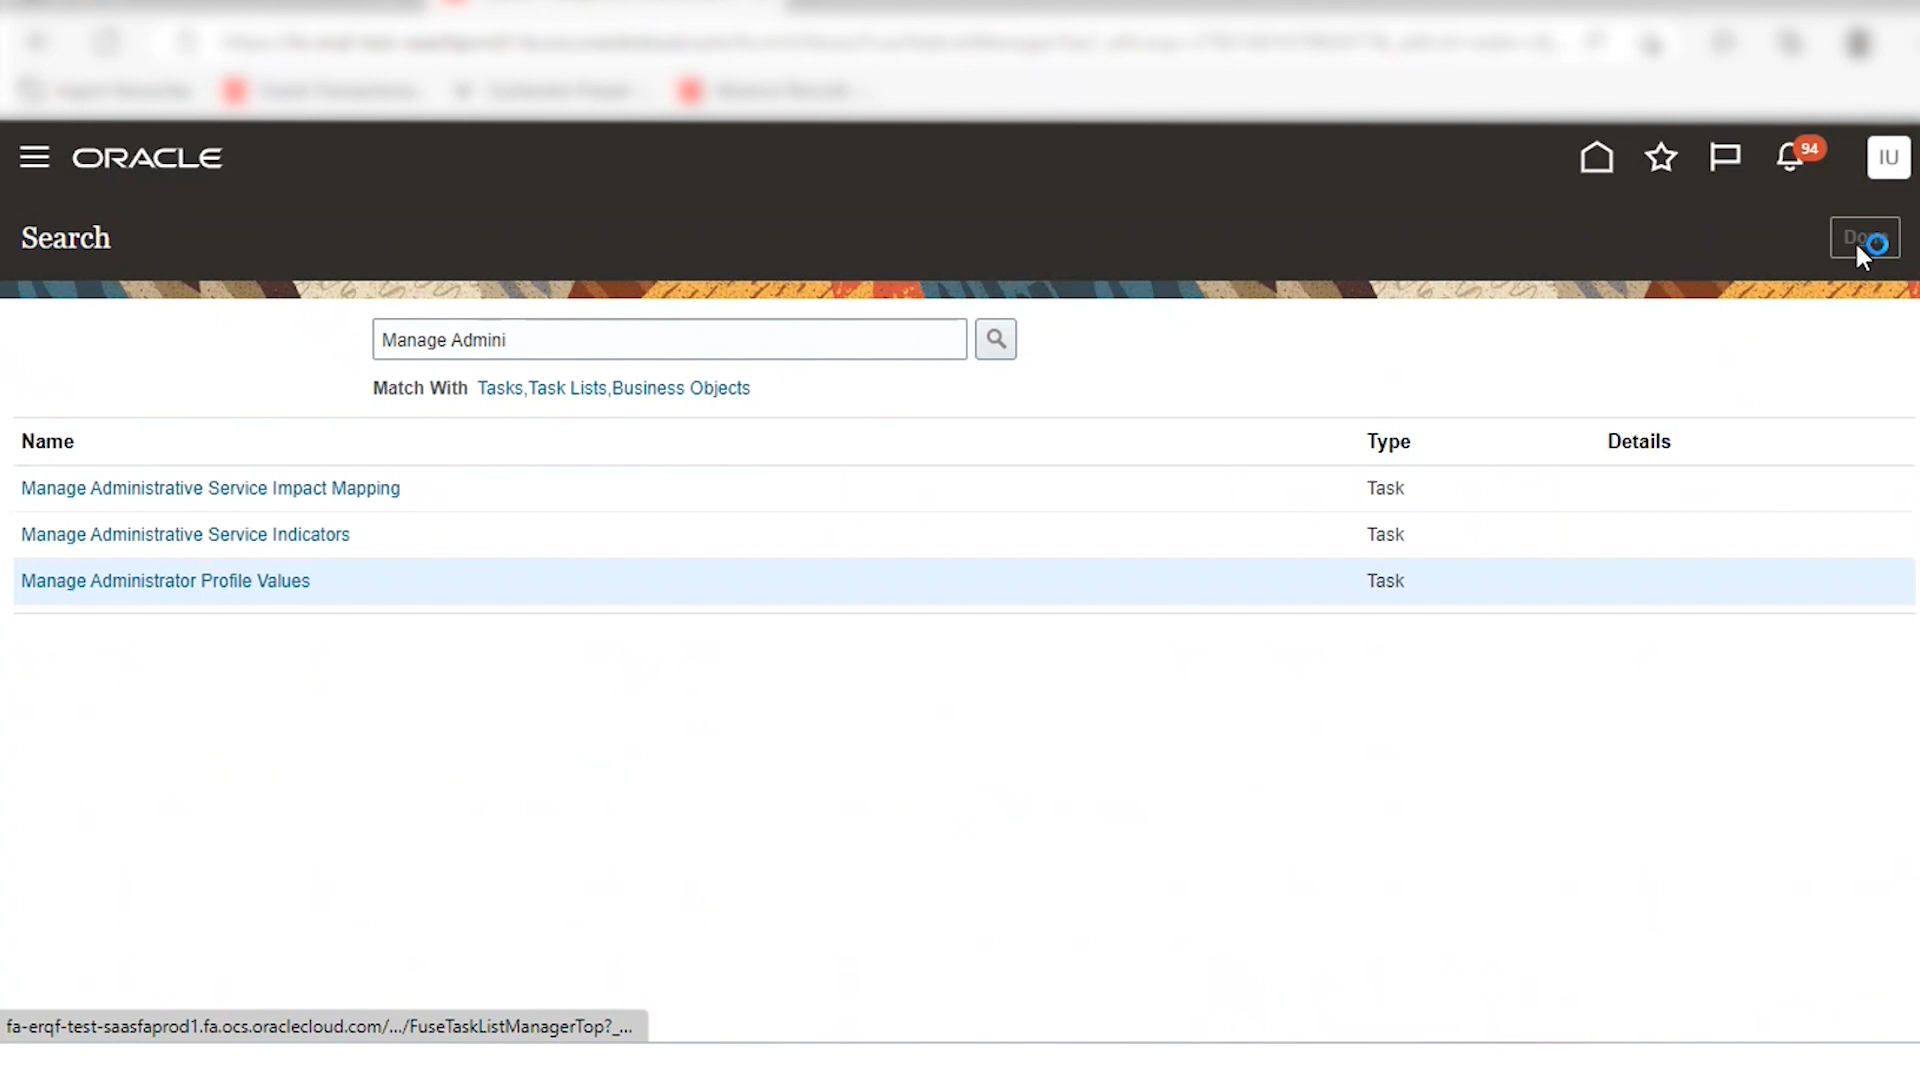 ORACLE
94
IU
Search
Manage Admini
Match With Tasks,Task Lists,Business Objects
Name Type Details
Manage Administrative Service Impact Mapping Task
Manage Administrative Service Indicators Task
Manage Administrator Profile Values Task
fa-erqf-test-saasfaprod1.fa.ocs.oraclecloud.com/.../FuseTaskListManagerTop?_...